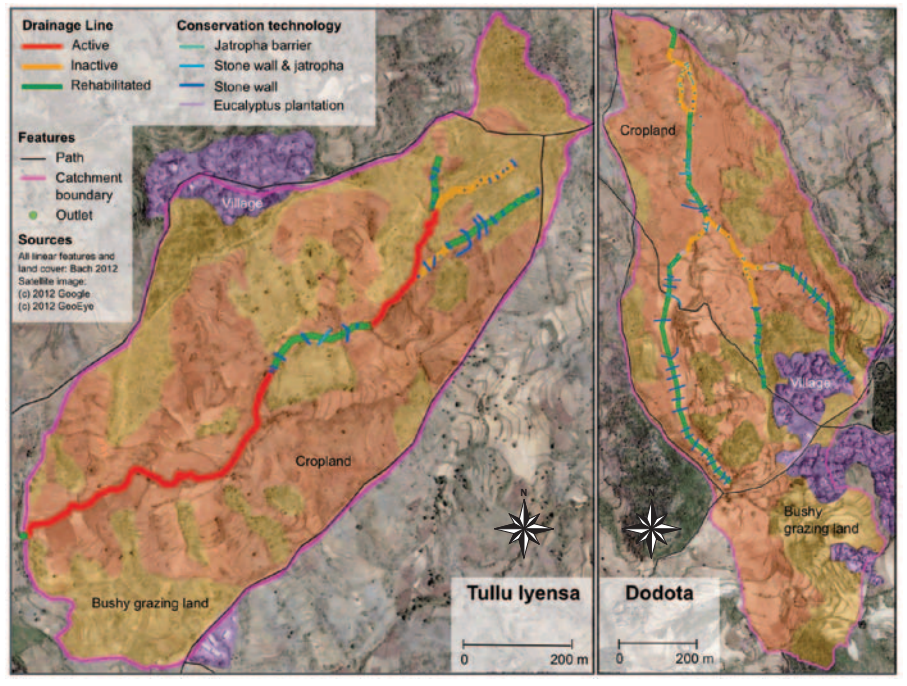 Drainage Line
Active
Inactive
Rehabilitated
Conservation technology
Jatropha barrier
Stone wall & jatropha
Stone wall
Eucalyptus plantation
Features
Path
Catchment
boundary
Outlet
Sources
All linear features and
land cover: Bach 2012
Satellite image:
(c) 2012 Google
(c) 2012 GeoEye
Village
Cropland
Bushy grazing land
N
Tullu Iyensa
0 200 m
Cropland
Village
Bushy
grazing land
N
Dodota
0 200 m